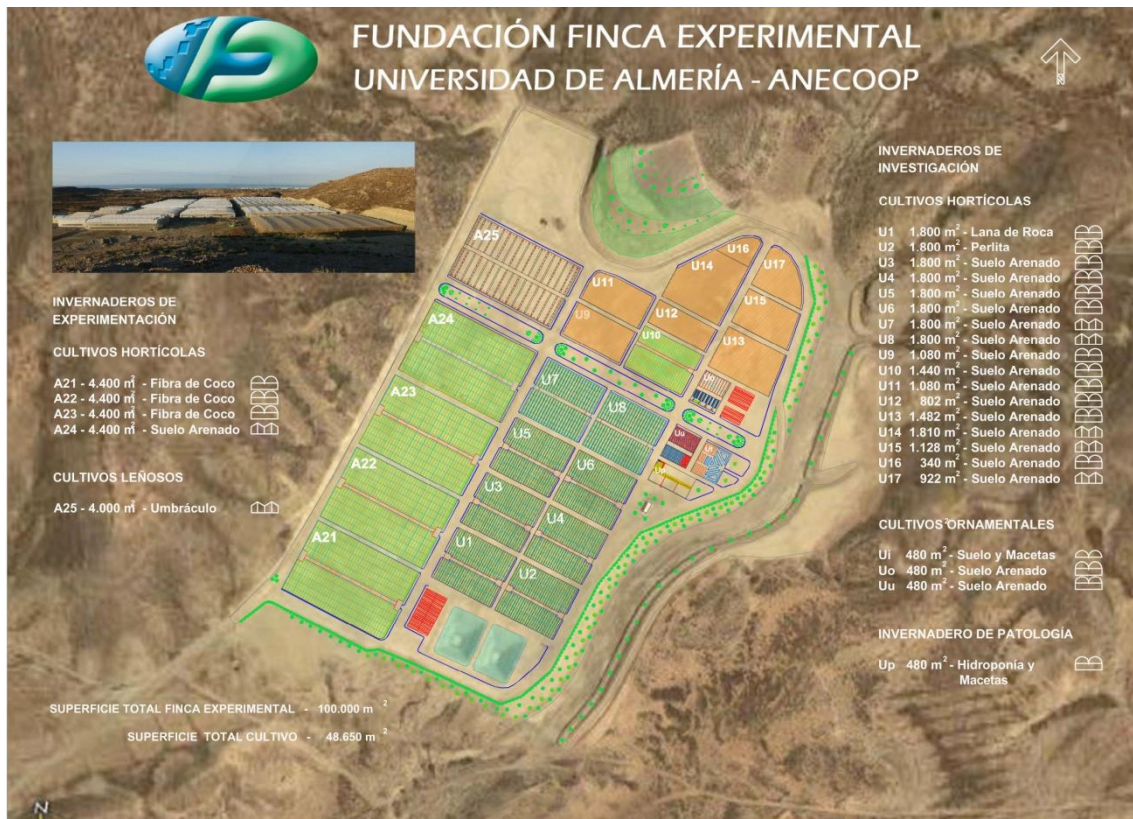 FUNDACIÓN FINCA EXPERIMENTAL
UNIVERSIDAD DE ALMERÍA - ANECOOP
INVERNADEROS DE
EXPERIMENTACIÓN
CULTIVOS HORTÍCOLAS
A21 - 4.400 m² - Fibra de Coco
A22 - 4.400 m² - Fibra de Coco
A23 - 4.400 m² - Fibra de Coco
A24 - 4.400 m² - Suelo Arenado
CULTIVOS LEÑOSOS
A25 - 4.000 m² - Umbráculo
SUPERFICIE TOTAL FINCA EXPERIMENTAL - 100.000 m²
SUPERFICIE TOTAL CULTIVO - 48.650 m²
N
A25
A24
A23
A22
A21
U16
U14
U17
U11
U15
U12
U9
U10
U13
U7
U8
U5
U6
U3
U4
U1
U2
Uo
Uu
Ui
Up
INVERNADEROS DE
INVESTIGACIÓN
CULTIVOS HORTÍCOLAS
U1 1.800 m² - Lana de Roca
U2 1.800 m² - Perlita
U3 1.800 m² - Suelo Arenado
U4 1.800 m² - Suelo Arenado
U5 1.800 m² - Suelo Arenado
U6 1.800 m² - Suelo Arenado
U7 1.800 m² - Suelo Arenado
U8 1.800 m² - Suelo Arenado
U9 1.080 m² - Suelo Arenado
U10 1.440 m² - Suelo Arenado
U11 1.080 m² - Suelo Arenado
U12 802 m² - Suelo Arenado
U13 1.482 m² - Suelo Arenado
U14 1.810 m² - Suelo Arenado
U15 1.128 m² - Suelo Arenado
U16 340 m² - Suelo Arenado
U17 922 m² - Suelo Arenado
CULTIVOS ORNAMENTALES
Ui 480 m² - Suelo y Macetas
Uo 480 m² - Suelo Arenado
Uu 480 m² - Suelo Arenado
INVERNADERO DE PATOLOGÍA
Up 480 m² - Hidroponía y
Macetas